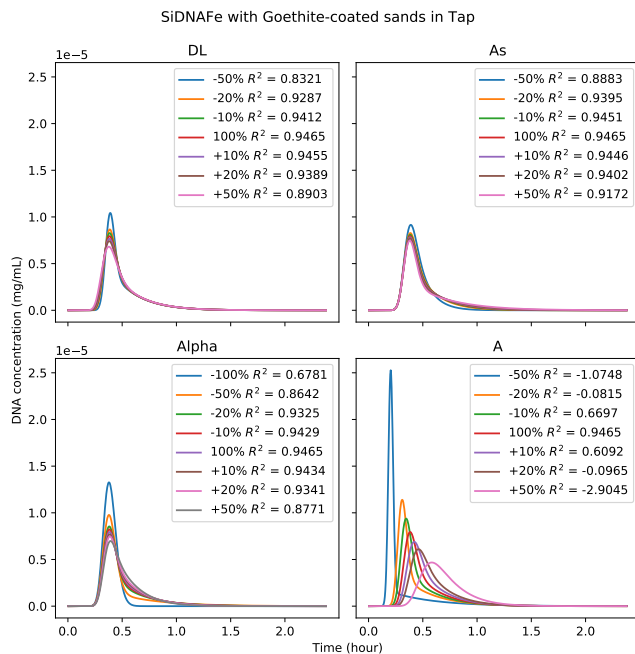 SiDNAFe with Goethite-coated sands in Tap
DL
1e−5
2.5
2.0
1.5
1.0
0.5
0.0
-50% R² = 0.8321
-20% R² = 0.9287
-10% R² = 0.9412
100% R² = 0.9465
+10% R² = 0.9455
+20% R² = 0.9389
+50% R² = 0.8903
As
-50% R² = 0.8883
-20% R² = 0.9395
-10% R² = 0.9451
100% R² = 0.9465
+10% R² = 0.9446
+20% R² = 0.9402
+50% R² = 0.9172
DNA concentration (mg/mL)
Alpha
1e−5
2.5
2.0
1.5
1.0
0.5
0.0
-100% R² = 0.6781
-50% R² = 0.8642
-20% R² = 0.9325
-10% R² = 0.9429
100% R² = 0.9465
+10% R² = 0.9434
+20% R² = 0.9341
+50% R² = 0.8771
0.0 0.5 1.0 1.5 2.0
A
-50% R² = -1.0748
-20% R² = -0.0815
-10% R² = 0.6697
100% R² = 0.9465
+10% R² = 0.6092
+20% R² = -0.0965
+50% R² = -2.9045
0.0 0.5 1.0 1.5 2.0
Time (hour)